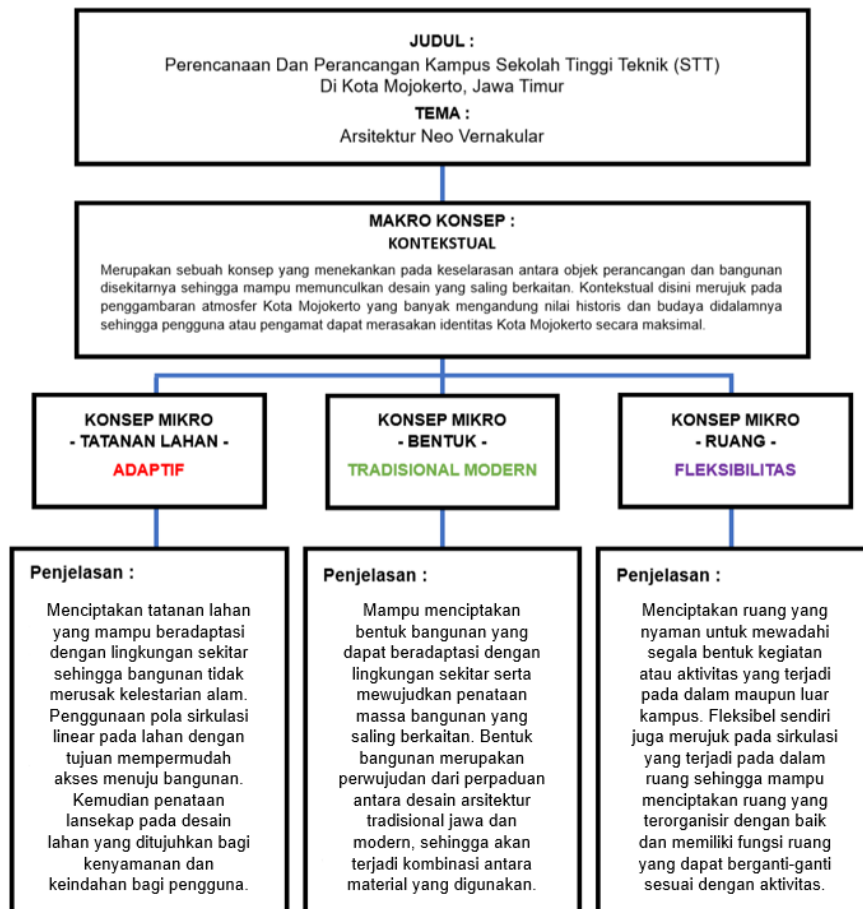 JUDUL :
Perencanaan Dan Perancangan Kampus Sekolah Tinggi Teknik (STT)
Di Kota Mojokerto, Jawa Timur
TEMA :
Arsitektur Neo Vernakular
MAKRO KONSEP :
KONTEKSTUAL
Merupakan sebuah konsep yang menekankan pada keselarasan antara objek perancangan dan bangunan
disekitarnya sehingga mampu memunculkan desain yang saling berkaitan. Kontekstual disini merujuk pada
penggambaran atmosfer Kota Mojokerto yang banyak mengandung nilai historis dan budaya didalamnya
sehingga pengguna atau pengamat dapat merasakan identitas Kota Mojokerto secara maksimal.
KONSEP MIKRO
- TATANAN LAHAN -
ADAPTIF
KONSEP MIKRO
- BENTUK -
TRADISIONAL MODERN
KONSEP MIKRO
- RUANG -
FLEKSIBILITAS
Penjelasan :
Menciptakan tatanan lahan
yang mampu beradaptasi
dengan lingkungan sekitar
sehingga bangunan tidak
merusak kelestarian alam.
Penggunaan pola sirkulasi
linear pada lahan dengan
tujuan mempermudah
akses menuju bangunan.
Kemudian penataan
lansekap pada desain
lahan yang ditujuhkan bagi
kenyamanan dan
keindahan bagi pengguna.
Penjelasan :
Mampu menciptakan
bentuk bangunan yang
dapat beradaptasi dengan
lingkungan sekitar serta
mewujudkan penataan
massa bangunan yang
saling berkaitan. Bentuk
bangunan merupakan
perwujudan dari perpaduan
antara desain arsitektur
tradisional jawa dan
modern, sehingga akan
terjadi kombinasi antara
material yang digunakan.
Penjelasan :
Menciptakan ruang yang
nyaman untuk mewadahi
segala bentuk kegiatan
atau aktivitas yang terjadi
pada dalam maupun luar
kampus. Fleksibel sendiri
juga merujuk pada sirkulasi
yang terjadi pada dalam
ruang sehingga mampu
menciptakan ruang yang
terorganisir dengan baik
dan memiliki fungsi ruang
yang dapat berganti-ganti
sesuai dengan aktivitas.